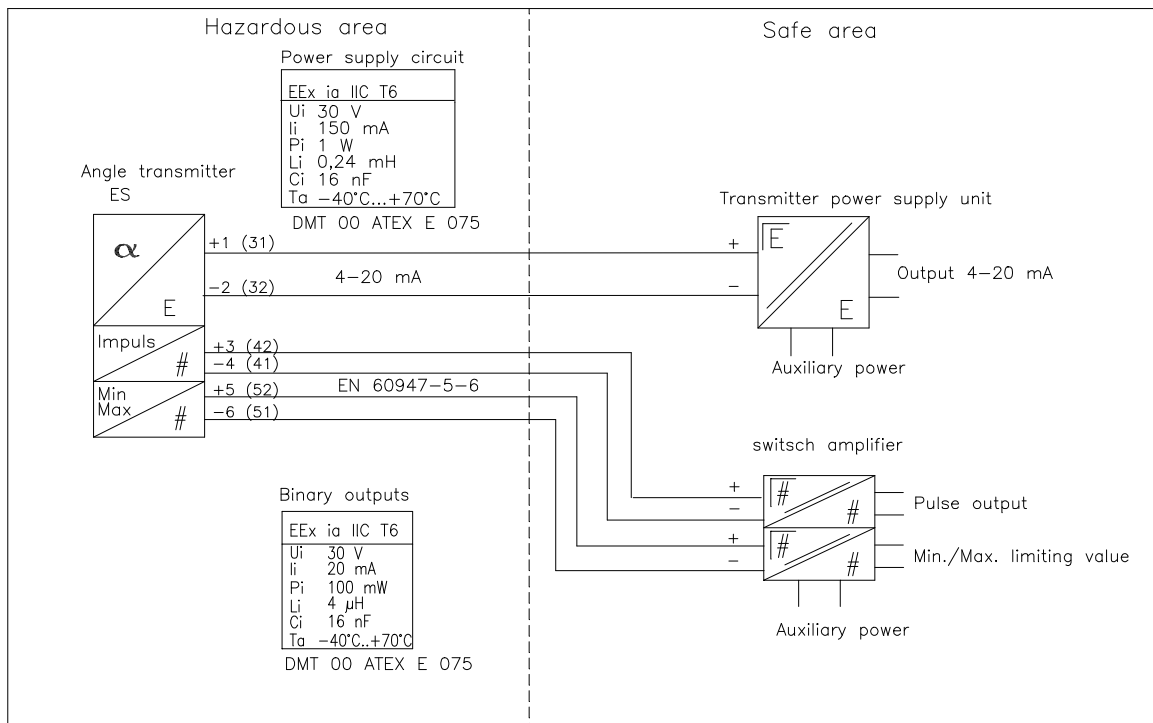 Hazardous area
Safe area
Power supply circuit
EEx ia IIC T6
Ui 30 V
Ii 150 mA
Pi 1 W
Li 0,24 mH
Ci 16 nF
Ta -40°C...+70°C
DMT 00 ATEX E 075
Angle transmitter
ES
α
E
+1 (31)
-2 (32)
4-20 mA
Transmitter power supply unit
+
-
E
E
Output 4-20 mA
Auxiliary power
Impuls
#
+3 (42)
-4 (41)
Min
Max
#
+5 (52)
-6 (51)
EN 60947-5-6
switsch amplifier
+
-
#
#
Pulse output
+
-
#
#
Min./Max. limiting value
Auxiliary power
Binary outputs
EEx ia IIC T6
Ui 30 V
Ii 20 mA
Pi 100 mW
Li 4 µH
Ci 16 nF
Ta -40°C..+70°C
DMT 00 ATEX E 075